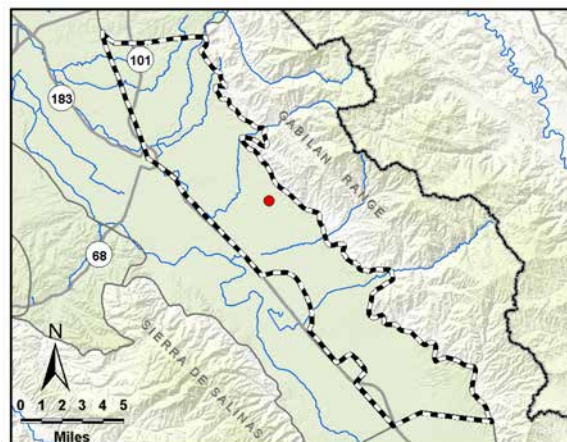 101
183
GABILAN RANGE
68
SIERRA DE SALINAS
N
0 1 2 3 4 5
Miles